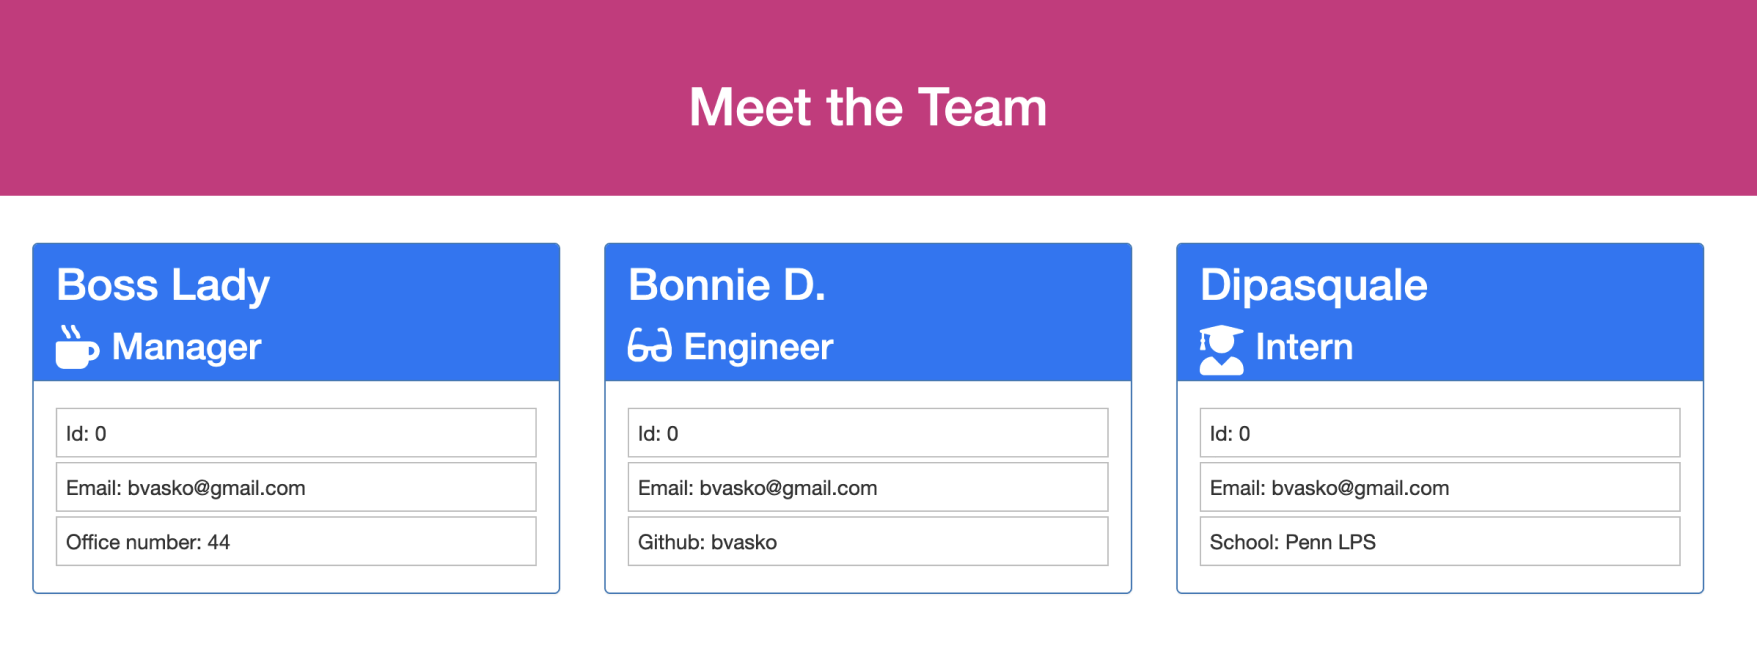 Meet the Team
Boss Lady
Manager
Id: 0
Email: bvasko@gmail.com
Office number: 44
Bonnie D.
Engineer
Id: 0
Email: bvasko@gmail.com
Github: bvasko
Dipasquale
Intern
Id: 0
Email: bvasko@gmail.com
School: Penn LPS